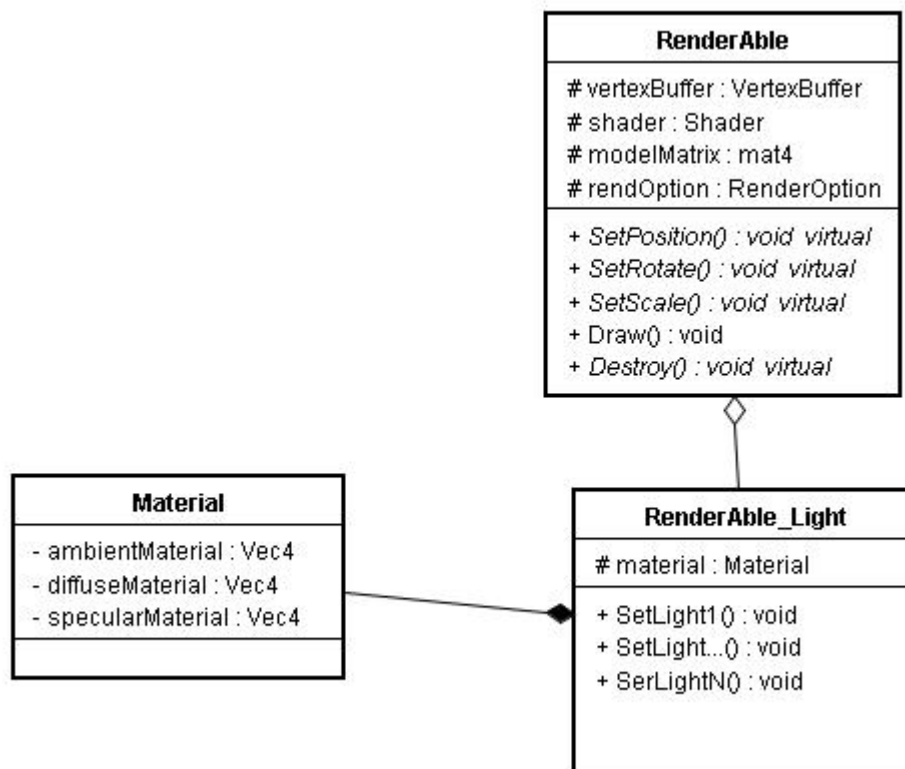 RenderAble
# vertexBuffer : VertexBuffer
# shader : Shader
# modelMatrix : mat4
# rendOption : RenderOption
+ SetPosition() : void virtual
+ SetRotate() : void virtual
+ SetScale() : void virtual
+ Draw() : void
+ Destroy() : void virtual
Material
- ambientMaterial : Vec4
- diffuseMaterial : Vec4
- specularMaterial : Vec4
RenderAble_Light
# material : Material
+ SetLight1() : void
+ SetLight...() : void
+ SerLightN() : void